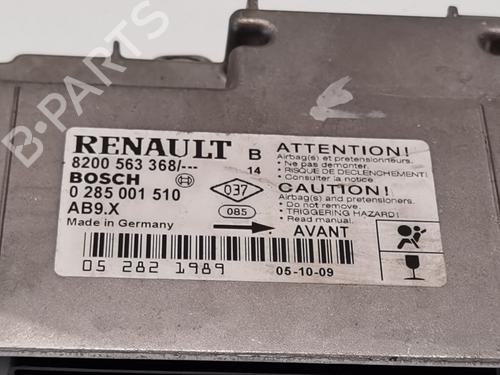 B-Parts
RENAULT B
8200 563 368/--- 14
BOSCH
0 285 001 510
AB9.X
Made in Germany
037
085
ATTENTION!
Airbag(s) et pretensionneurs.
• Ne pas demonter.
• RISQUE DE DECLENCHEMENT!
• Consulter la notice
CAUTION!
Airbag(s) and pretensioners.
• Do not remove.
• TRIGGERING HAZARD!
• Read manual.
AVANT
05 282 1989
05-10-09